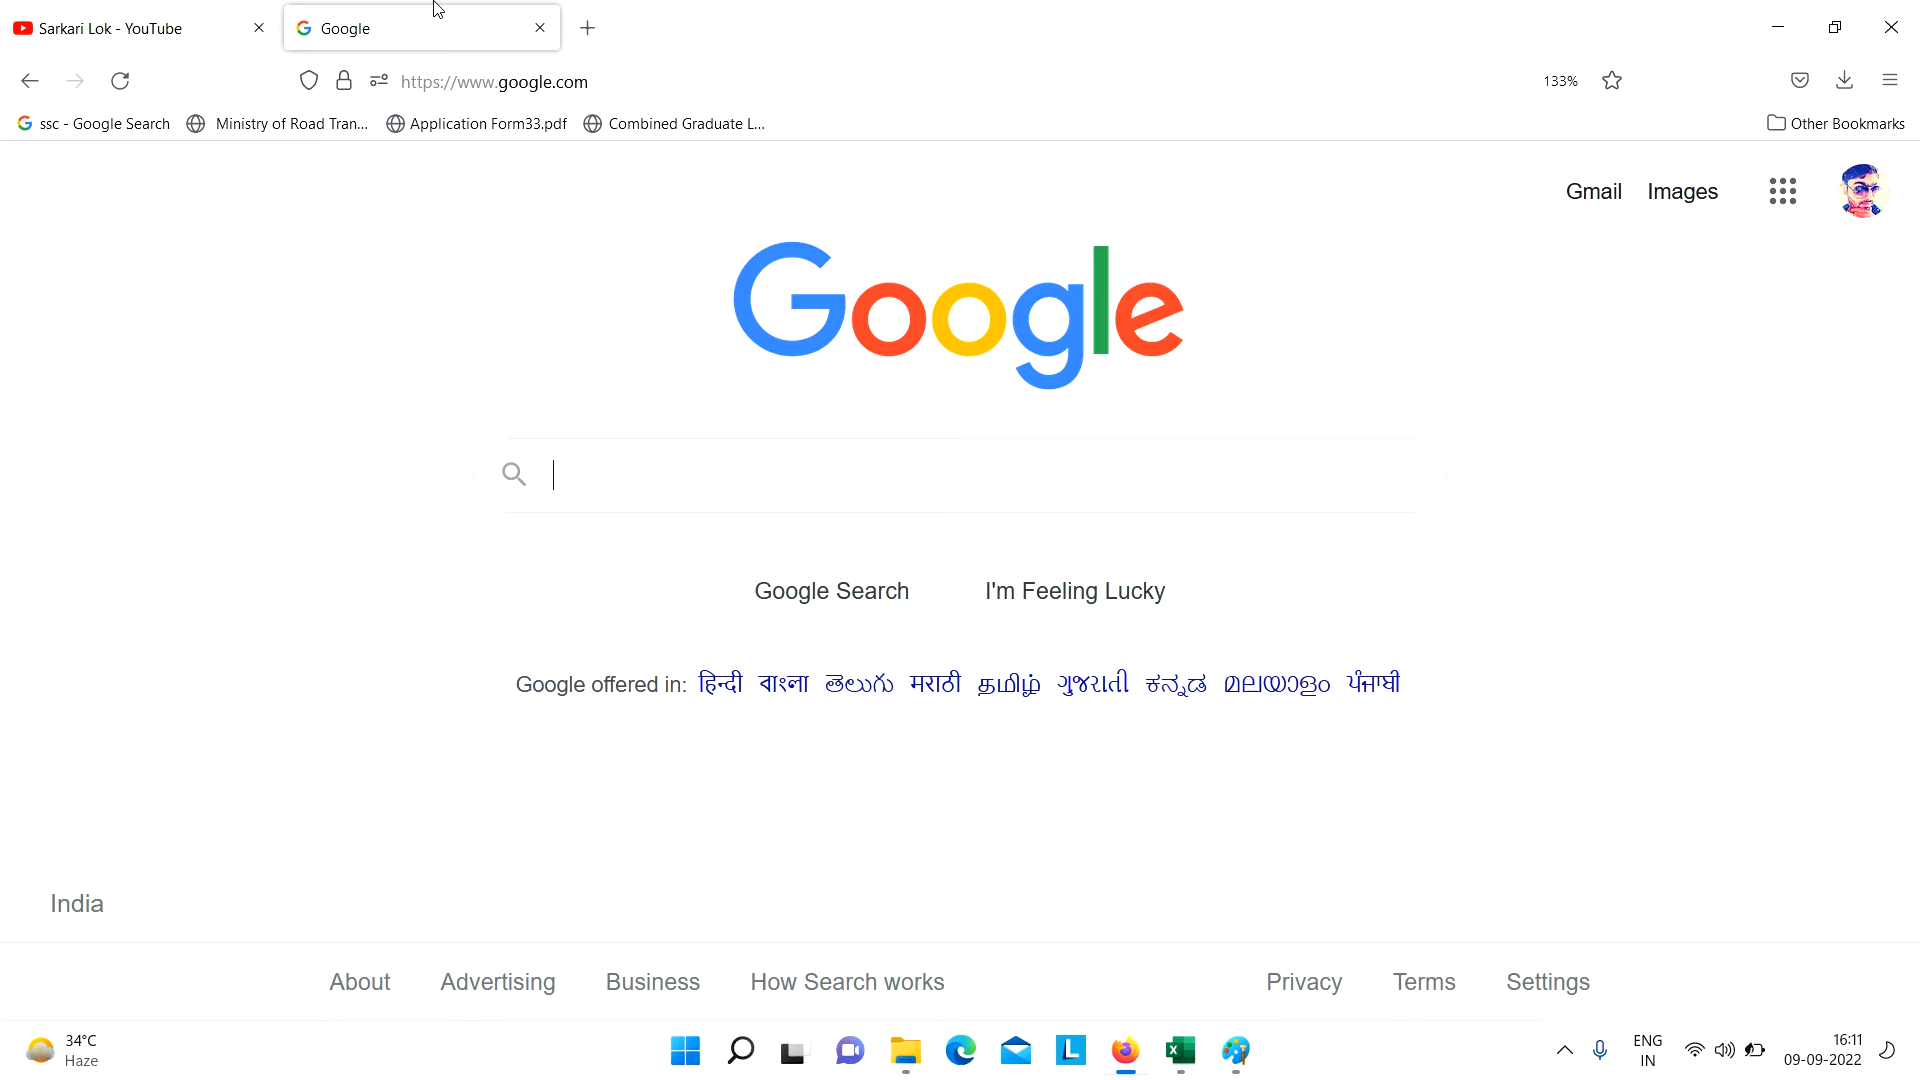 Sarkari Lok - YouTube
Google
https://www.google.com
133%
ssc - Google Search
Ministry of Road Tran...
Application Form33.pdf
Combined Graduate L...
Other Bookmarks
Gmail
Images
Google
Google Search
I'm Feeling Lucky
Google offered in: हिन्दी বাংলা తెలుగు मराठी தமிழ் ગુજરાતી ಕನ್ನಡ മലയാളം ਪੰਜਾਬੀ
India
About
Advertising
Business
How Search works
Privacy
Terms
Settings
34°C
Haze
ENG
IN
16:11
09-09-2022